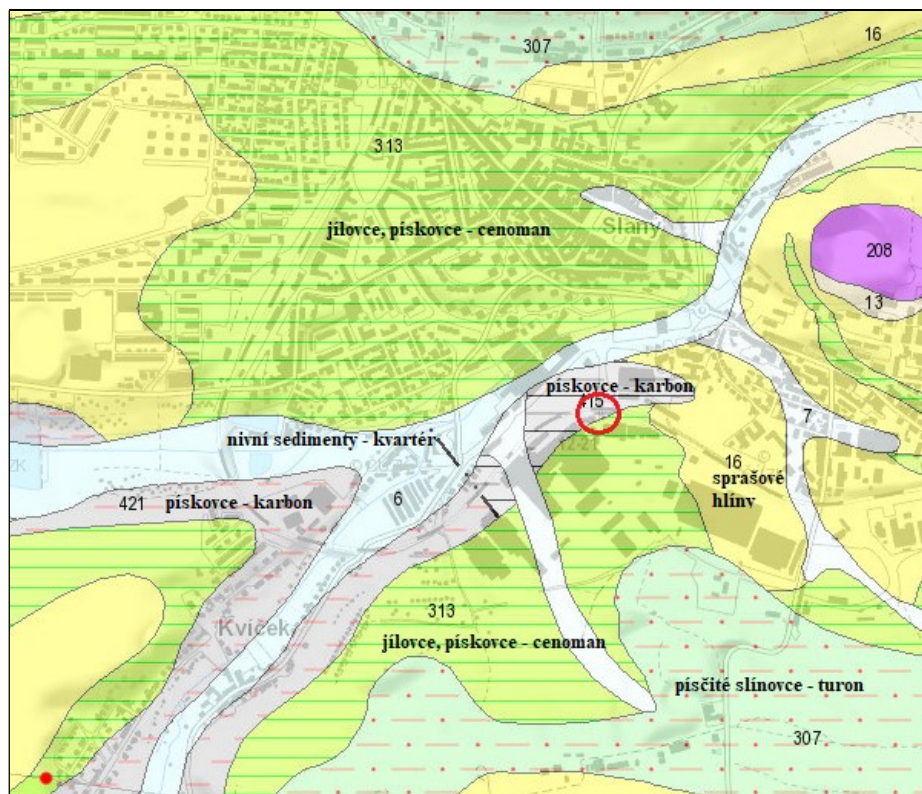 307
16
313
jílovce, pískovce - cenoman
Slaný
208
13
pískovce - karbon
415
7
nivní sedimenty - kvartér
16
sprašové
hlíny
421
pískovce - karbon
6
313
Kvíček
jílovce, pískovce - cenoman
písčité slínovce - turon
307